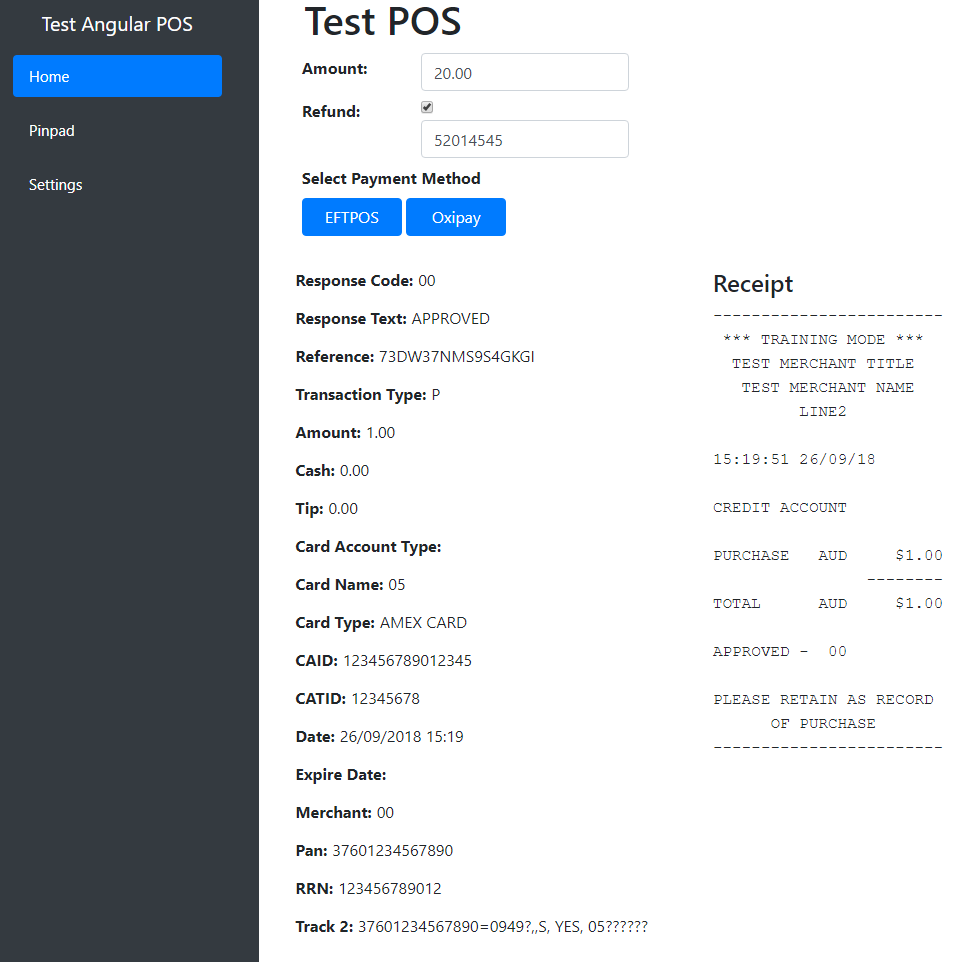 Test Angular POS
Home
Pinpad
Settings
Test POS
Amount: 20.00
Refund:
52014545
Select Payment Method
EFTPOS Oxipay
Response Code: 00
Response Text: APPROVED
Reference: 73DW37NMS9S4GKGI
Transaction Type: P
Amount: 1.00
Cash: 0.00
Tip: 0.00
Card Account Type:
Card Name: 05
Card Type: AMEX CARD
CAID: 123456789012345
CATID: 12345678
Date: 26/09/2018 15:19
Expire Date:
Merchant: 00
Pan: 37601234567890
RRN: 123456789012
Track 2: 37601234567890=0949?,,S, YES, 05??????
Receipt
------------------------
*** TRAINING MODE ***
TEST MERCHANT TITLE
TEST MERCHANT NAME
LINE2
15:19:51 26/09/18
CREDIT ACCOUNT
PURCHASE AUD $1.00
--------
TOTAL AUD $1.00
APPROVED - 00
PLEASE RETAIN AS RECORD
OF PURCHASE
------------------------